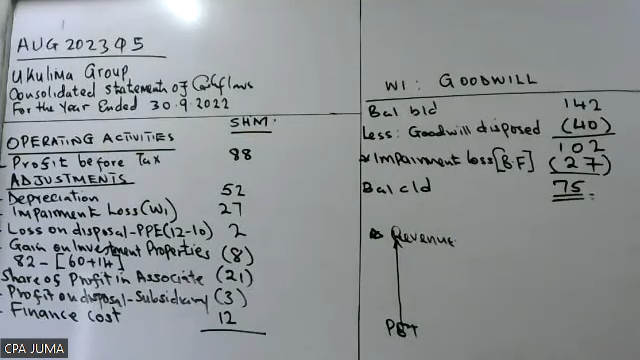 AUG 2023 Q5
Ukulima Group
Consolidated statement of Cashflows
For the Year Ended 30.9.2022
SHM.
OPERATING ACTIVITIES
- Profit before Tax 88
ADJUSTMENTS
- Depreciation 52
- Impairment Loss (W1) 27
- Loss on disposal-PPE (12-10) 2
- Gain on Investment Properties (8)
82-[60+14]
Share of Profit in Associate (21)
- Profit on disposal-Subsidiary (3)
- Finance cost 12
W1: GOODWILL
Bal b/d 142
Less: Goodwill disposed (40)
102
Impairment loss [B.F] (27)
Bal c/d 75
Revenue
PBT
CPA JUMA